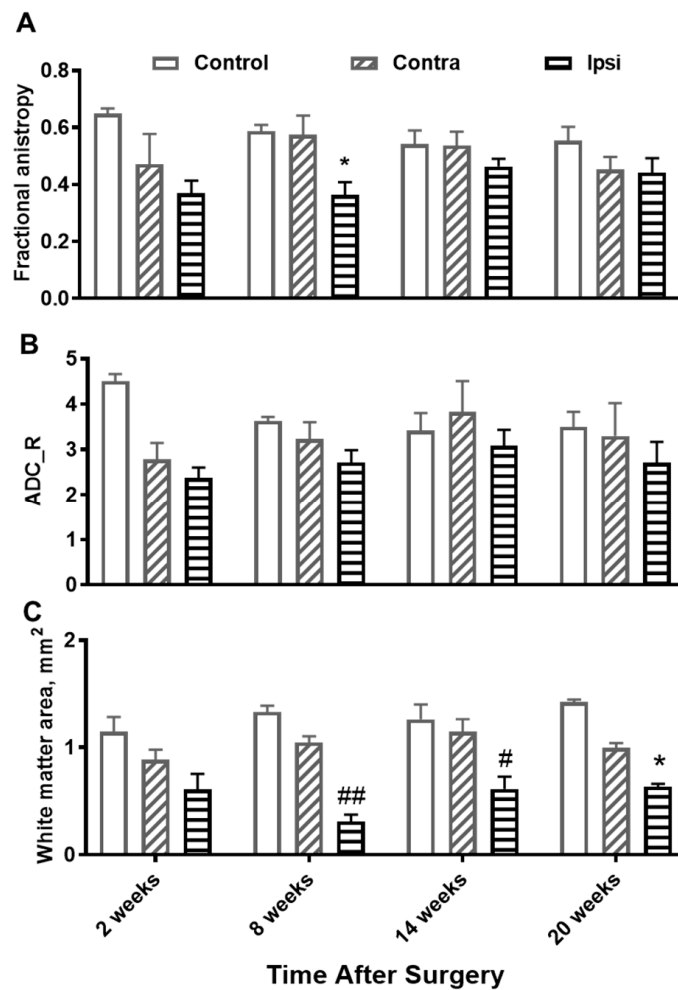 A
Control Contra Ipsi
Fractional anistropy
0.8
0.6
0.4
0.2
0.0
*
B
ADC_R
5
4
3
2
1
0
C
White matter area, mm²
2
1
0
##
#
*
2 weeks 8 weeks 14 weeks 20 weeks
Time After Surgery